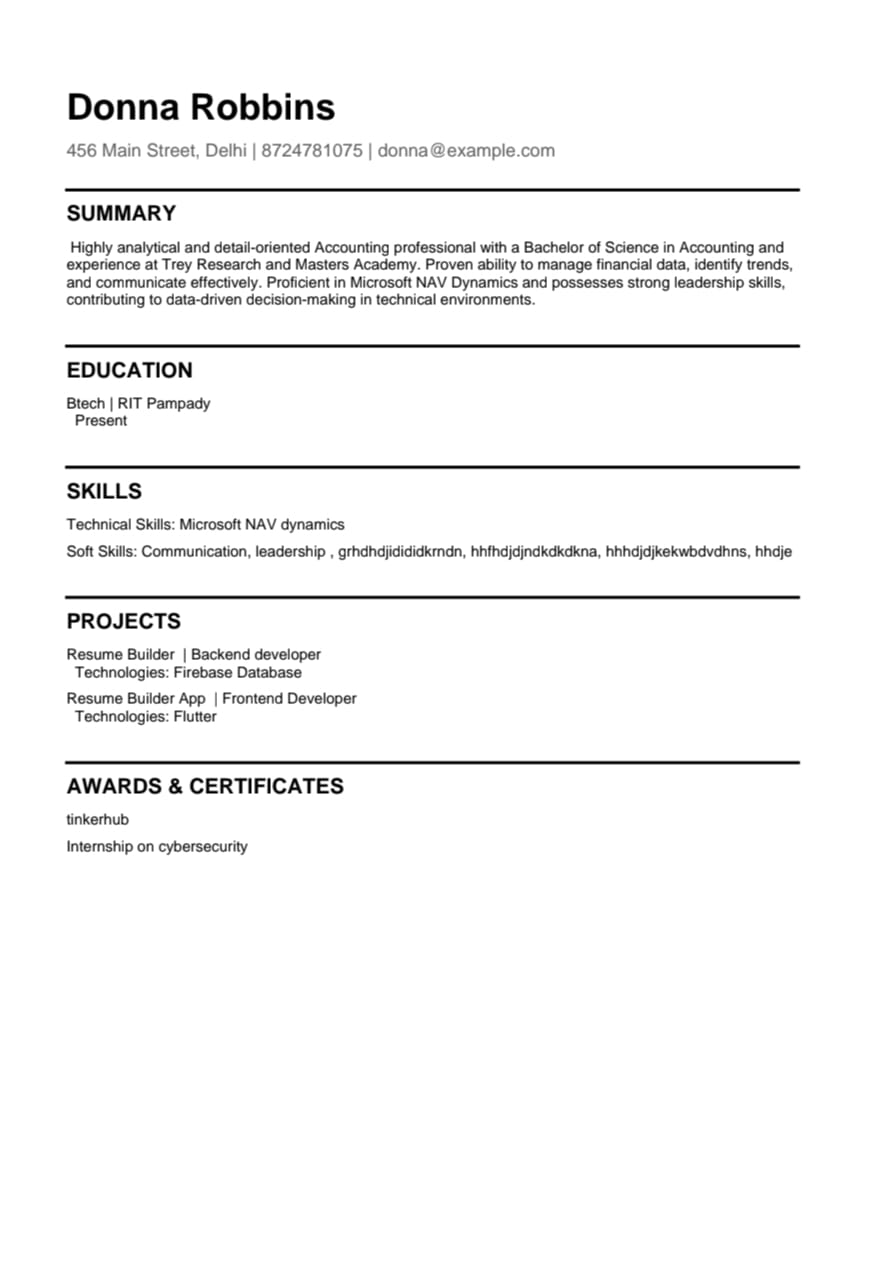 Donna Robbins
456 Main Street, Delhi | 8724781075 | donna@example.com
SUMMARY
Highly analytical and detail-oriented Accounting professional with a Bachelor of Science in Accounting and
experience at Trey Research and Masters Academy. Proven ability to manage financial data, identify trends,
and communicate effectively. Proficient in Microsoft NAV Dynamics and possesses strong leadership skills,
contributing to data-driven decision-making in technical environments.
EDUCATION
Btech | RIT Pampady
Present
SKILLS
Technical Skills: Microsoft NAV dynamics
Soft Skills: Communication, leadership , grhdhdjidididkrndn, hhfhdjdjndkdkdkna, hhhdjdjkekwbdvdhns, hhdje
PROJECTS
Resume Builder | Backend developer
Technologies: Firebase Database
Resume Builder App | Frontend Developer
Technologies: Flutter
AWARDS & CERTIFICATES
tinkerhub
Internship on cybersecurity